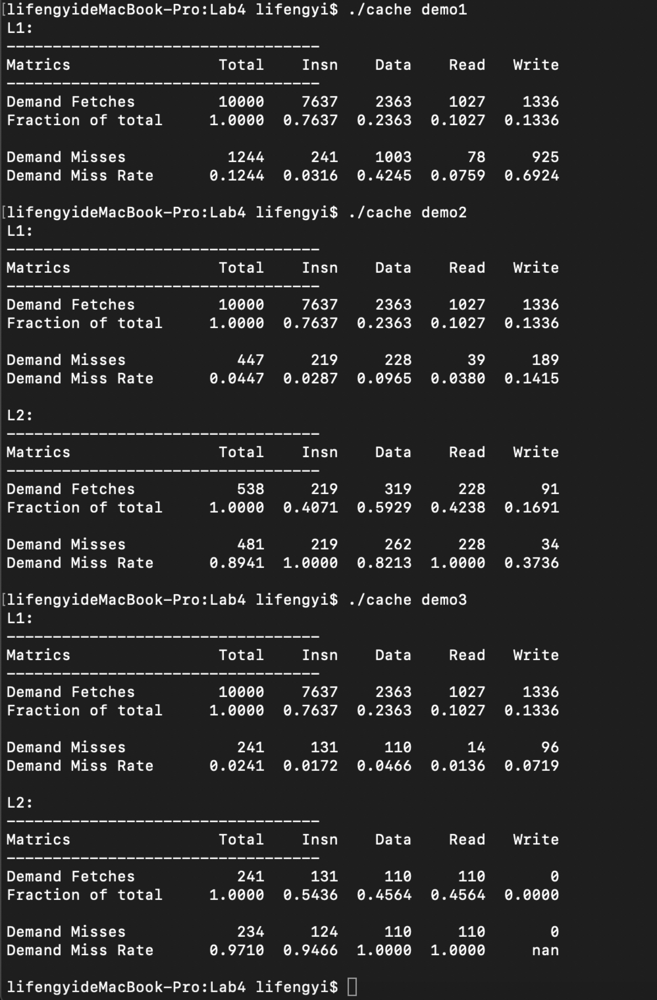 [lifengyideMacBook-Pro:Lab4 lifengyi$ ./cache demo1
L1:
----------------------------------
Matrics Total Insn Data Read Write
----------------------------------
Demand Fetches 10000 7637 2363 1027 1336
Fraction of total 1.0000 0.7637 0.2363 0.1027 0.1336
Demand Misses 1244 241 1003 78 925
Demand Miss Rate 0.1244 0.0316 0.4245 0.0759 0.6924
[lifengyideMacBook-Pro:Lab4 lifengyi$ ./cache demo2
L1:
----------------------------------
Matrics Total Insn Data Read Write
----------------------------------
Demand Fetches 10000 7637 2363 1027 1336
Fraction of total 1.0000 0.7637 0.2363 0.1027 0.1336
Demand Misses 447 219 228 39 189
Demand Miss Rate 0.0447 0.0287 0.0965 0.0380 0.1415
L2:
----------------------------------
Matrics Total Insn Data Read Write
----------------------------------
Demand Fetches 538 219 319 228 91
Fraction of total 1.0000 0.4071 0.5929 0.4238 0.1691
Demand Misses 481 219 262 228 34
Demand Miss Rate 0.8941 1.0000 0.8213 1.0000 0.3736
[lifengyideMacBook-Pro:Lab4 lifengyi$ ./cache demo3
L1:
----------------------------------
Matrics Total Insn Data Read Write
----------------------------------
Demand Fetches 10000 7637 2363 1027 1336
Fraction of total 1.0000 0.7637 0.2363 0.1027 0.1336
Demand Misses 241 131 110 14 96
Demand Miss Rate 0.0241 0.0172 0.0466 0.0136 0.0719
L2:
----------------------------------
Matrics Total Insn Data Read Write
----------------------------------
Demand Fetches 241 131 110 110 0
Fraction of total 1.0000 0.5436 0.4564 0.4564 0.0000
Demand Misses 234 124 110 110 0
Demand Miss Rate 0.9710 0.9466 1.0000 1.0000 nan
lifengyideMacBook-Pro:Lab4 lifengyi$